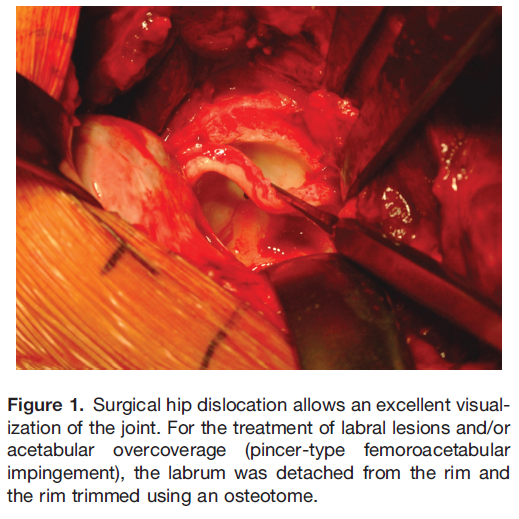 Figure 1. Surgical hip dislocation allows an excellent visual-
ization of the joint. For the treatment of labral lesions and/or
acetabular overcoverage (pincer-type femoroacetabular
impingement), the labrum was detached from the rim and
the rim trimmed using an osteotome.